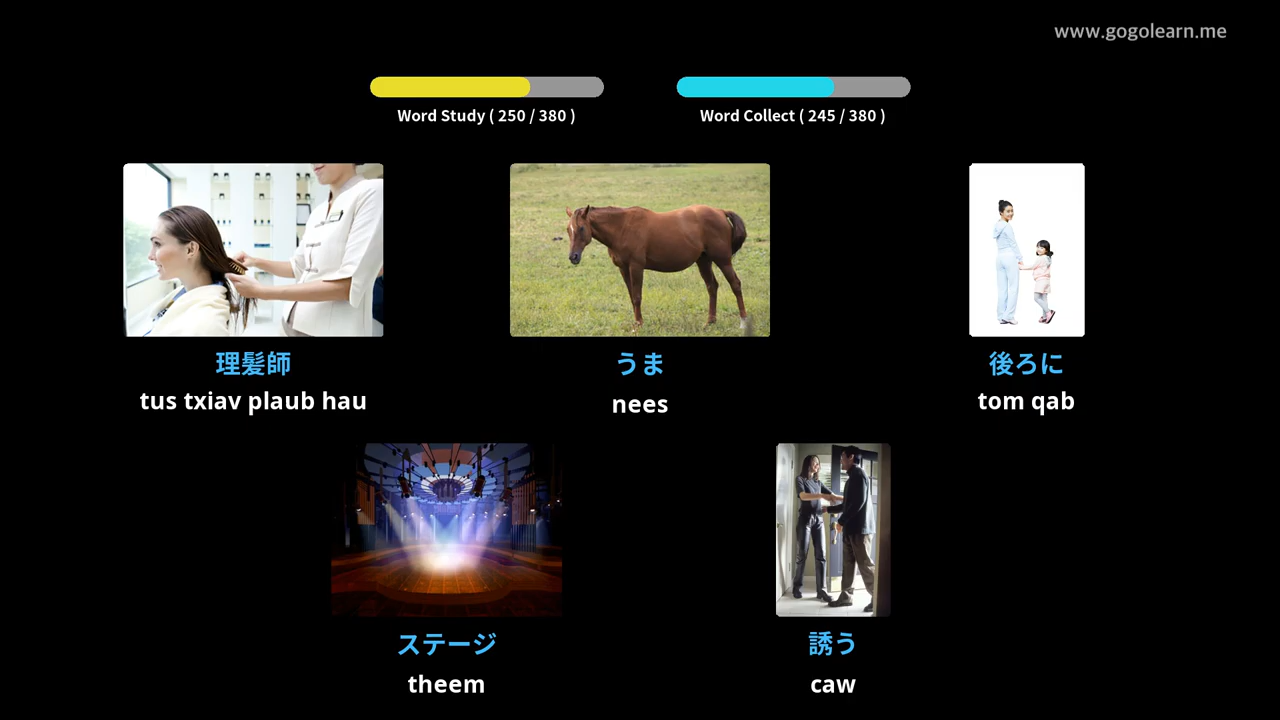 www.gogolearn.me
Word Study ( 250 / 380 )
Word Collect ( 245 / 380 )
理髪師
tus txiav plaub hau
うま
nees
後ろに
tom qab
ステージ
theem
誘う
caw